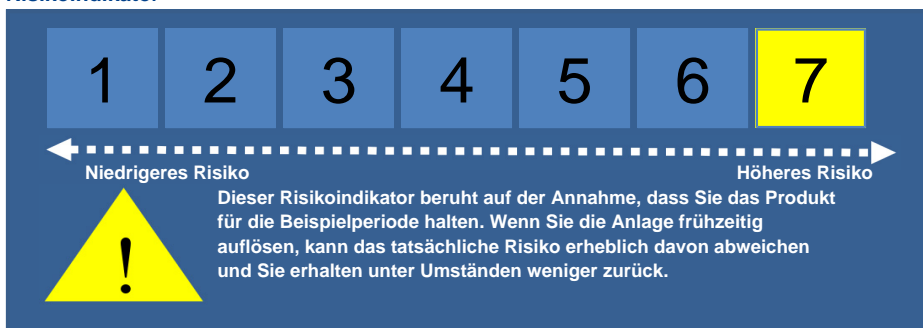 Risikoindikator
1 2 3 4 5 6 7
Niedrigeres Risiko Höheres Risiko
Dieser Risikoindikator beruht auf der Annahme, dass Sie das Produkt
für die Beispielperiode halten. Wenn Sie die Anlage frühzeitig
auflösen, kann das tatsächliche Risiko erheblich davon abweichen
und Sie erhalten unter Umständen weniger zurück.
!